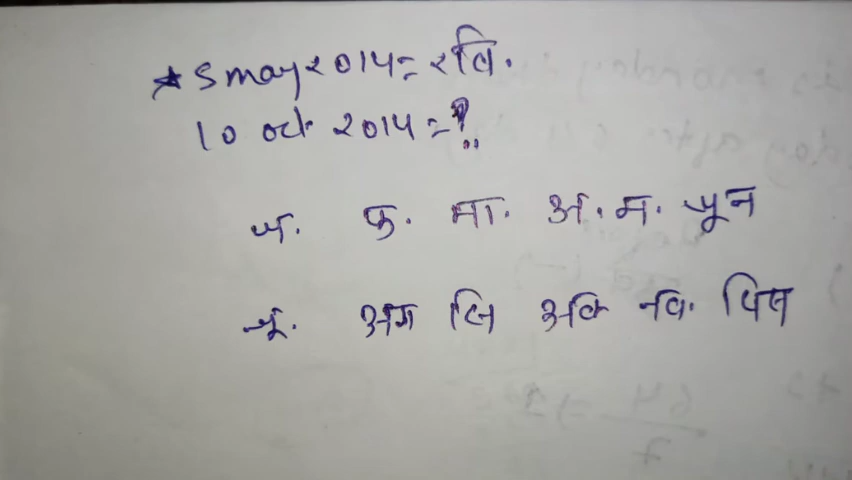 * 5 may 2014 = रवि.
10 oct 2014 = ?
ज. फ. मा. अ. म. जून
जू. अग सि अक्टि नवि. दिस